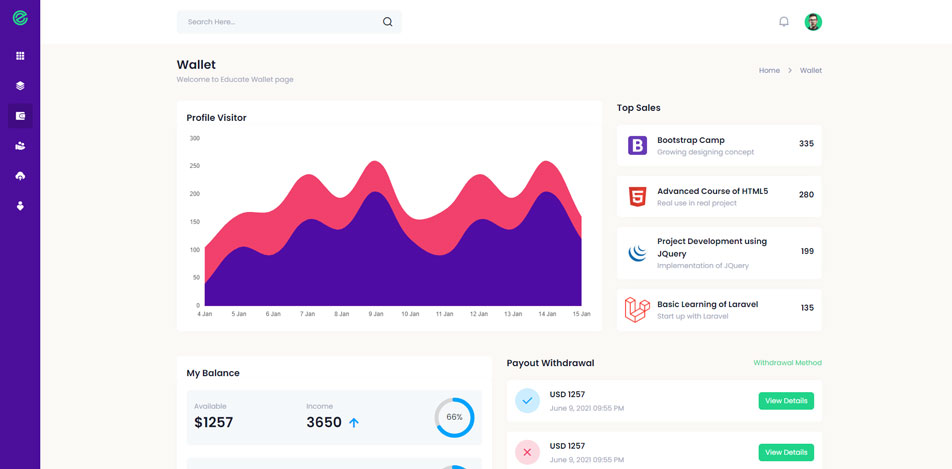 Search Here...
Wallet
Welcome to Educate Wallet page
Home > Wallet
Profile Visitor
300
250
200
150
100
50
0
4 Jan 5 Jan 6 Jan 7 Jan 8 Jan 9 Jan 10 Jan 11 Jan 12 Jan 13 Jan 14 Jan 15 Jan
Top Sales
Bootstrap Camp
Growing designing concept
335
Advanced Course of HTML5
Real use in real project
280
Project Development using
JQuery
Implementation of JQuery
199
Basic Learning of Laravel
Start up with Laravel
135
My Balance
Available
$1257
Income
3650
66%
Payout Withdrawal
Withdrawal Method
USD 1257
June 9, 2021 09:55 PM
View Details
USD 1257
June 9, 2021 09:55 PM
View Details